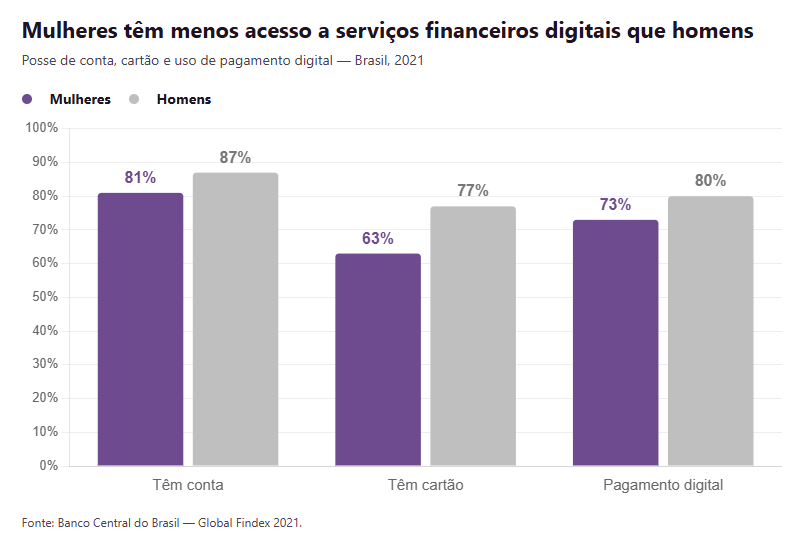 Mulheres têm menos acesso a serviços financeiros digitais que homens
Posse de conta, cartão e uso de pagamento digital — Brasil, 2021
Mulheres Homens
100%
90%
80%
70%
60%
50%
40%
30%
20%
10%
0%
81% 87%
63% 77%
73% 80%
Têm conta Têm cartão Pagamento digital
Fonte: Banco Central do Brasil — Global Findex 2021.